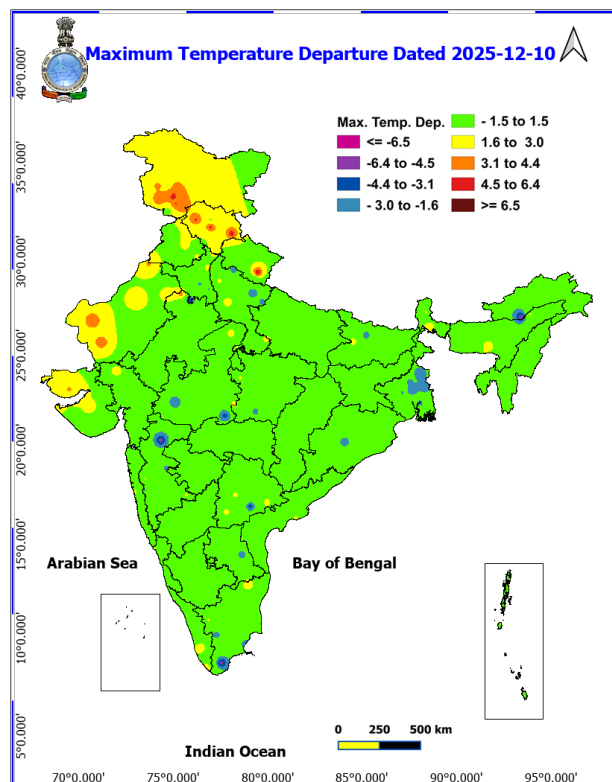 Maximum Temperature Departure Dated 2025-12-10
Max. Temp. Dep.
<= -6.5
-6.4 to -4.5
-4.4 to -3.1
- 3.0 to -1.6
- 1.5 to 1.5
1.6 to 3.0
3.1 to 4.4
4.5 to 6.4
>= 6.5
40°0.000'
35°0.000'
30°0.000'
25°0.000'
20°0.000'
15°0.000'
10°0.000'
5°0.000'
Arabian Sea
Bay of Bengal
0 250 500 km
Indian Ocean
70°0.000' 75°0.000' 80°0.000' 85°0.000' 90°0.000' 95°0.000'